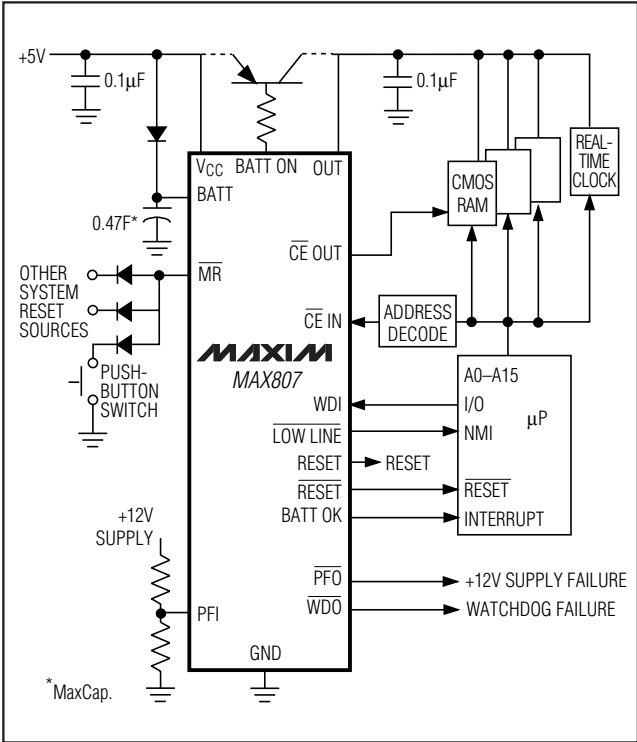 +5V
0.1µF
0.1µF
VCC
BATT ON
OUT
BATT
0.47F*
CMOS
RAM
REAL-
TIME
CLOCK
CE OUT
OTHER
SYSTEM
RESET
SOURCES
MR
CE IN
ADDRESS
DECODE
PUSH-
BUTTON
SWITCH
MAXIM
MAX807
A0–A15
WDI
I/O
µP
LOW LINE
NMI
RESET
RESET
RESET
RESET
BATT OK
INTERRUPT
+12V
SUPPLY
PFO
+12V SUPPLY FAILURE
PFI
WDO
WATCHDOG FAILURE
GND
*MaxCap.